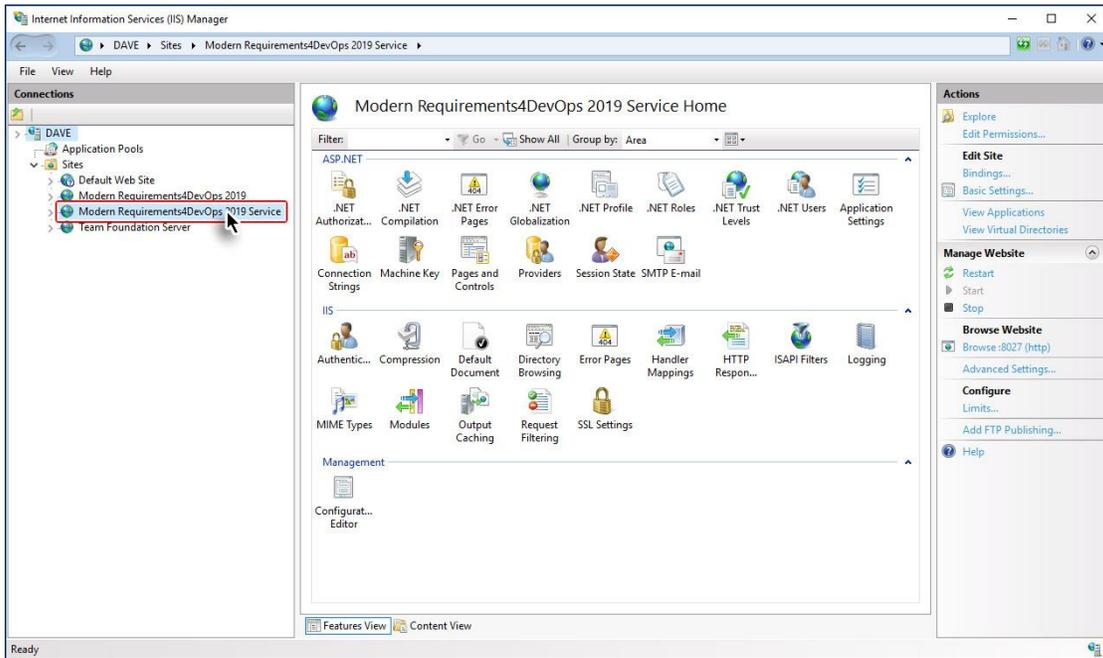 Internet Information Services (IIS) Manager
DAVE Sites Modern Requirements4DevOps 2019 Service
File View Help
Connections
DAVE
Application Pools
Sites
Default Web Site
Modern Requirements4DevOps 2019
Modern Requirements4DevOps 2019 Service
Team Foundation Server
Modern Requirements4DevOps 2019 Service Home
Filter: Go Show All Group by: Area
ASP.NET
.NET Authorizat...
.NET Compilation
.NET Error Pages
.NET Globalization
.NET Profile
.NET Roles
.NET Trust Levels
.NET Users
Application Settings
Connection Strings
Machine Key
Pages and Controls
Providers
Session State
SMTP E-mail
IIS
Authentic...
Compression
Default Document
Directory Browsing
Error Pages
Handler Mappings
HTTP Respon...
ISAPI Filters
Logging
MIME Types
Modules
Output Caching
Request Filtering
SSL Settings
Management
Configurat... Editor
Features View Content View
Actions
Explore
Edit Permissions...
Edit Site
Bindings...
Basic Settings...
View Applications
View Virtual Directories
Manage Website
Restart
Start
Stop
Browse Website
Browse :8027 (http)
Advanced Settings...
Configure
Limits...
Add FTP Publishing...
Help
Ready